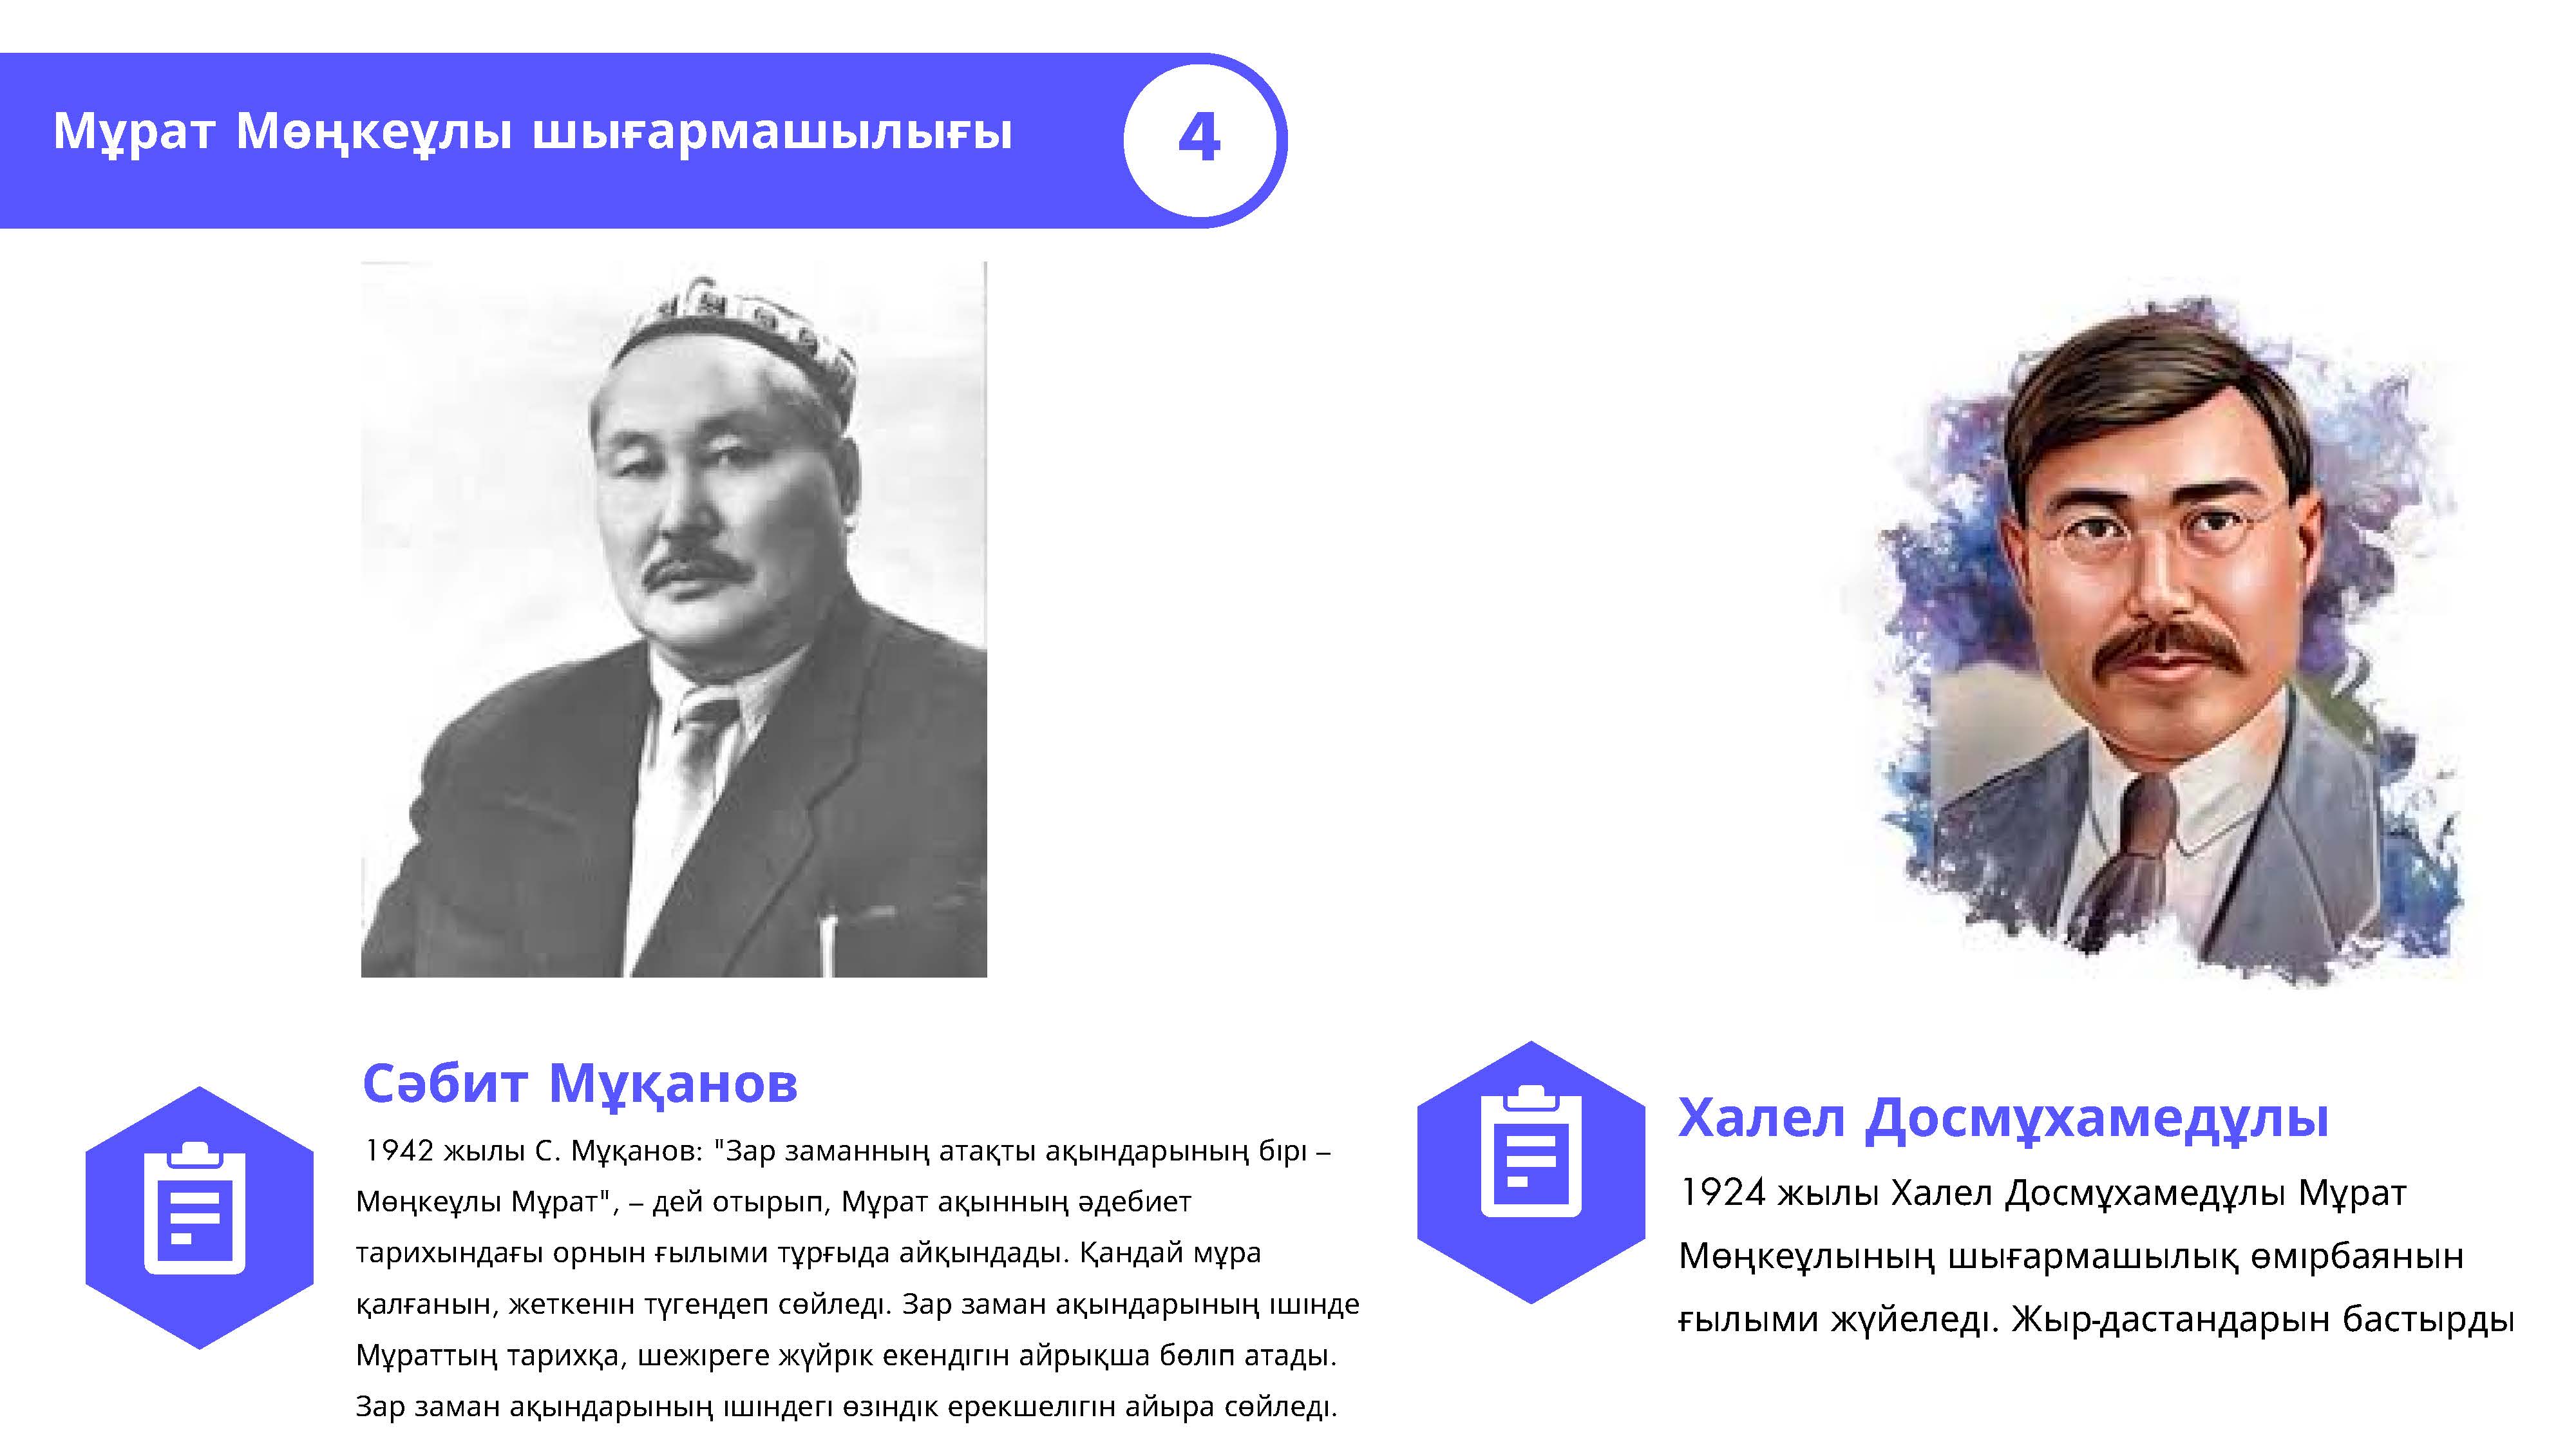 Мұрат Мөңкеұлы шығармашылығы
4
Сәбит Мұқанов
1942 жылы С. Мұқанов: "Зар заманның атақты ақындарының бірі –
Мөңкеұлы Мұрат", – дей отырып, Мұрат ақынның әдебиет
тарихындағы орнын ғылыми тұрғыда айқындады. Қандай мұра
қалғанын, жеткенін түгендеп сөйледі. Зар заман ақындарының ішінде
Мұраттың тарихқа, шежіреге жүйрік екендігін айрықша бөліп атады.
Зар заман ақындарының ішіндегі өзіндік ерекшелігін айыра сөйледі.
Халел Досмұхамедұлы
1924 жылы Халел Досмұхамедұлы Мұрат
Мөңкеұлының шығармашылық өмірбаянын
ғылыми жүйеледі. Жыр-дастандарын бастырды